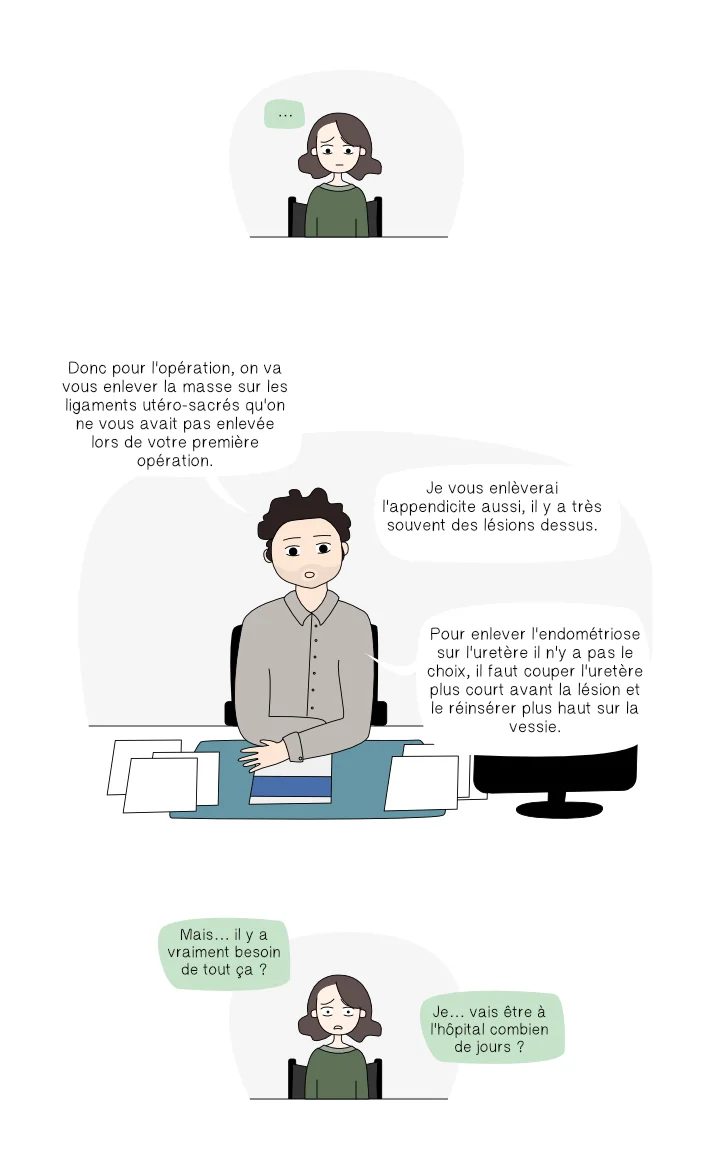 ...
Donc pour l'opération, on va
vous enlever la masse sur les
ligaments utéro-sacrés qu'on
ne vous avait pas enlevée
lors de votre première
opération.
Je vous enlèverai
l'appendicite aussi, il y a très
souvent des lésions dessus.
Pour enlever l'endométriose
sur l'uretère il n'y a pas le
choix, il faut couper l'uretère
plus court avant la lésion et
le réinsérer plus haut sur la
vessie.
Mais... il y a
vraiment besoin
de tout ça ?
Je... vais être à
l'hôpital combien
de jours ?